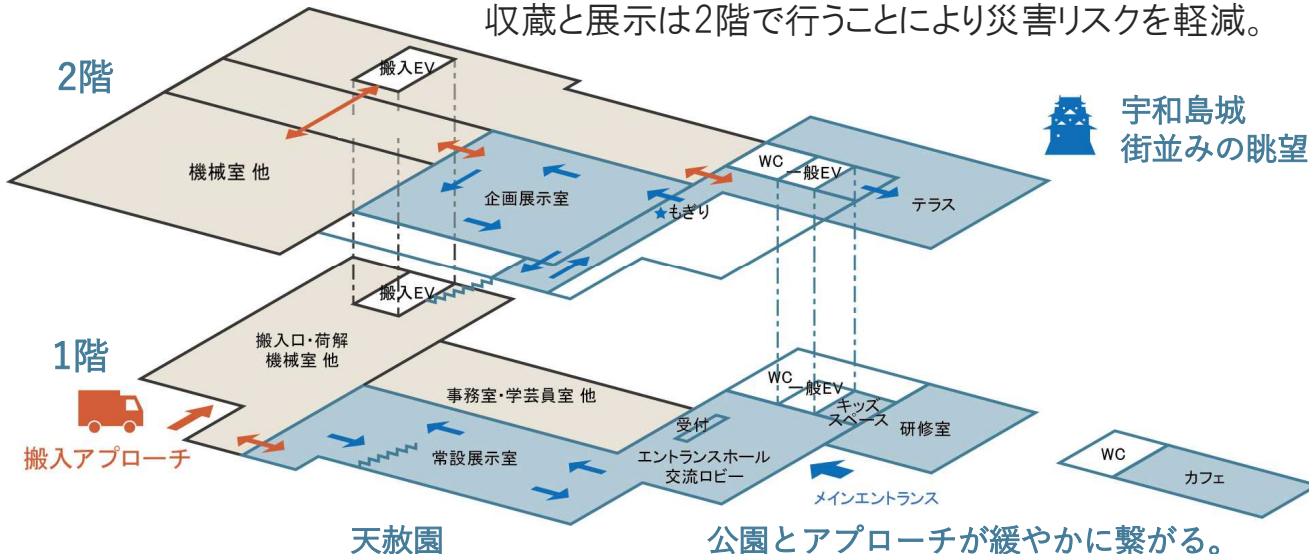 収蔵と展示は2階で行うことにより災害リスクを軽減。
2階
搬入EV
宇和島城
街並みの眺望
機械室 他
企画展示室
WC
一般EV
★もぎり
テラス
搬入EV
1階
搬入口・荷解
機械室 他
搬入アプローチ
事務室・学芸員室 他
WC
一般EV
キッズ
スペース
受付
研修室
常設展示室
エントランスホール
交流ロビー
メインエントランス
WC
カフェ
天赦園
公園とアプローチが緩やかに繋がる。